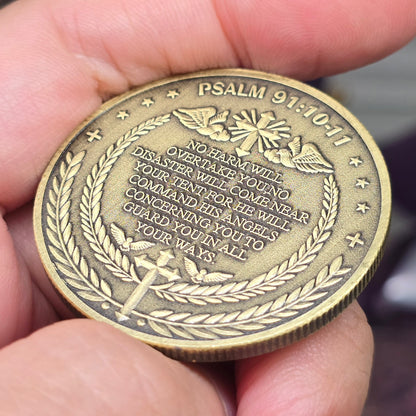 PSALM 91:10-11
NO HARM WILL
OVERTAKE YOU, NO
DISASTER WILL COME NEAR
YOUR TENT. FOR HE WILL
COMMAND HIS ANGELS
CONCERNING YOU TO
GUARD YOU IN ALL
YOUR WAYS.